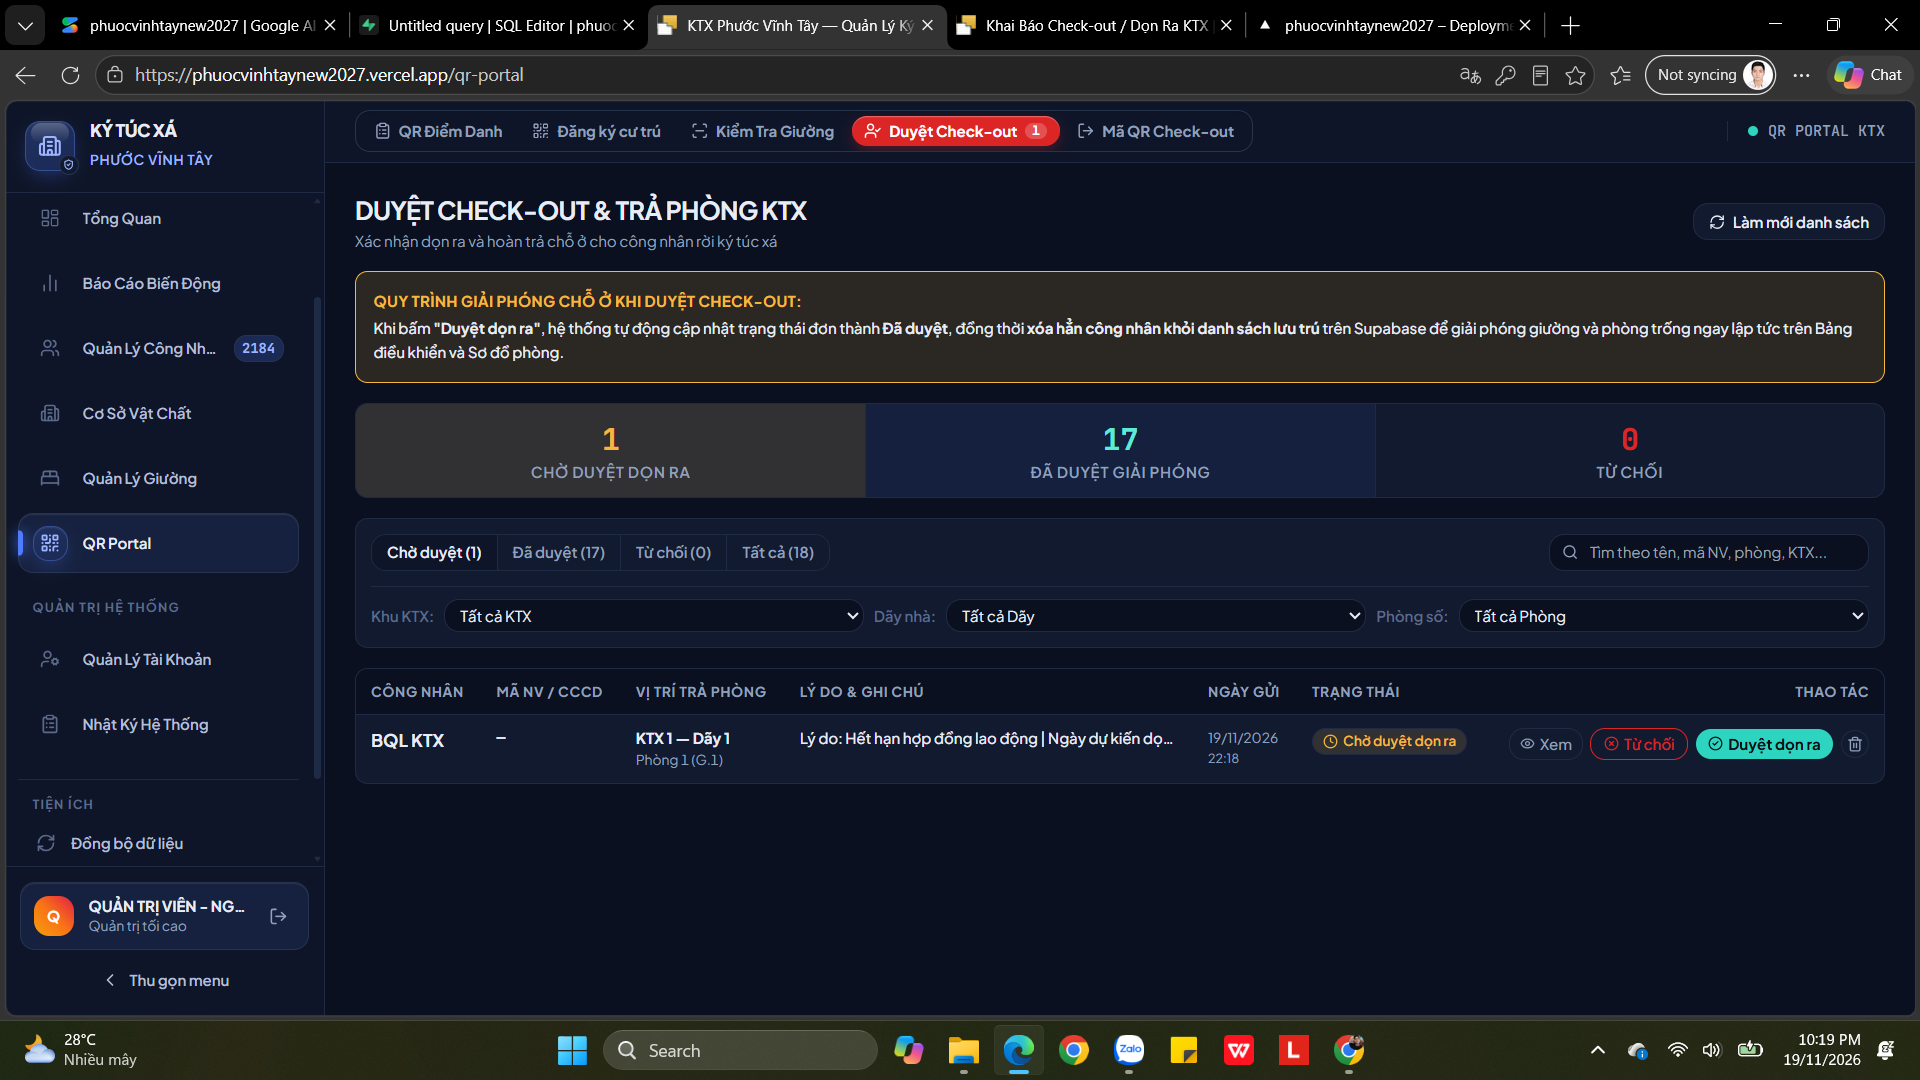 phuocvinhtaynew2027 | Google AI
Untitled query | SQL Editor | phuoc
KTX Phước Vĩnh Tây — Quản Lý Ký
Khai Báo Check-out / Dọn Ra KTX
phuocvinhtaynew2027 – Deployme
https://phuocvinhtaynew2027.vercel.app/qr-portal
Not syncing
Chat
KÝ TÚC XÁ
PHƯỚC VĨNH TÂY
Tổng Quan
Báo Cáo Biến Động
Quản Lý Công Nh... 2184
Cơ Sở Vật Chất
Quản Lý Giường
QR Portal
QUẢN TRỊ HỆ THỐNG
Quản Lý Tài Khoản
Nhật Ký Hệ Thống
TIỆN ÍCH
Đồng bộ dữ liệu
Q
QUẢN TRỊ VIÊN - NG...
Quản trị tối cao
Thu gọn menu
QR Điểm Danh
Đăng ký cư trú
Kiểm Tra Giường
Duyệt Check-out 1
Mã QR Check-out
QR PORTAL KTX
DUYỆT CHECK-OUT & TRẢ PHÒNG KTX
Xác nhận dọn ra và hoàn trả chỗ ở cho công nhân rời ký túc xá
Làm mới danh sách
QUY TRÌNH GIẢI PHÓNG CHỖ Ở KHI DUYỆT CHECK-OUT:
Khi bấm "Duyệt dọn ra", hệ thống tự động cập nhật trạng thái đơn thành Đã duyệt, đồng thời xóa hẳn công nhân khỏi danh sách lưu trú trên Supabase để giải phóng giường và phòng trống ngay lập tức trên Bảng
điều khiển và Sơ đồ phòng.
1
CHỜ DUYỆT DỌN RA
17
ĐÃ DUYỆT GIẢI PHÓNG
0
TỪ CHỐI
Chờ duyệt (1)
Đã duyệt (17)
Từ chối (0)
Tất cả (18)
Tìm theo tên, mã NV, phòng, KTX...
Khu KTX: Tất cả KTX
Dãy nhà: Tất cả Dãy
Phòng số: Tất cả Phòng
CÔNG NHÂN
MÃ NV / CCCD
VỊ TRÍ TRẢ PHÒNG
LÝ DO & GHI CHÚ
NGÀY GỬI
TRẠNG THÁI
THAO TÁC
BQL KTX
—
KTX 1 — Dãy 1
Phòng 1 (G.1)
Lý do: Hết hạn hợp đồng lao động | Ngày dự kiến dọ...
19/11/2026
22:18
Chờ duyệt dọn ra
Xem
Từ chối
Duyệt dọn ra
28°C
Nhiều mây
Search
Zalo
10:19 PM
19/11/2026